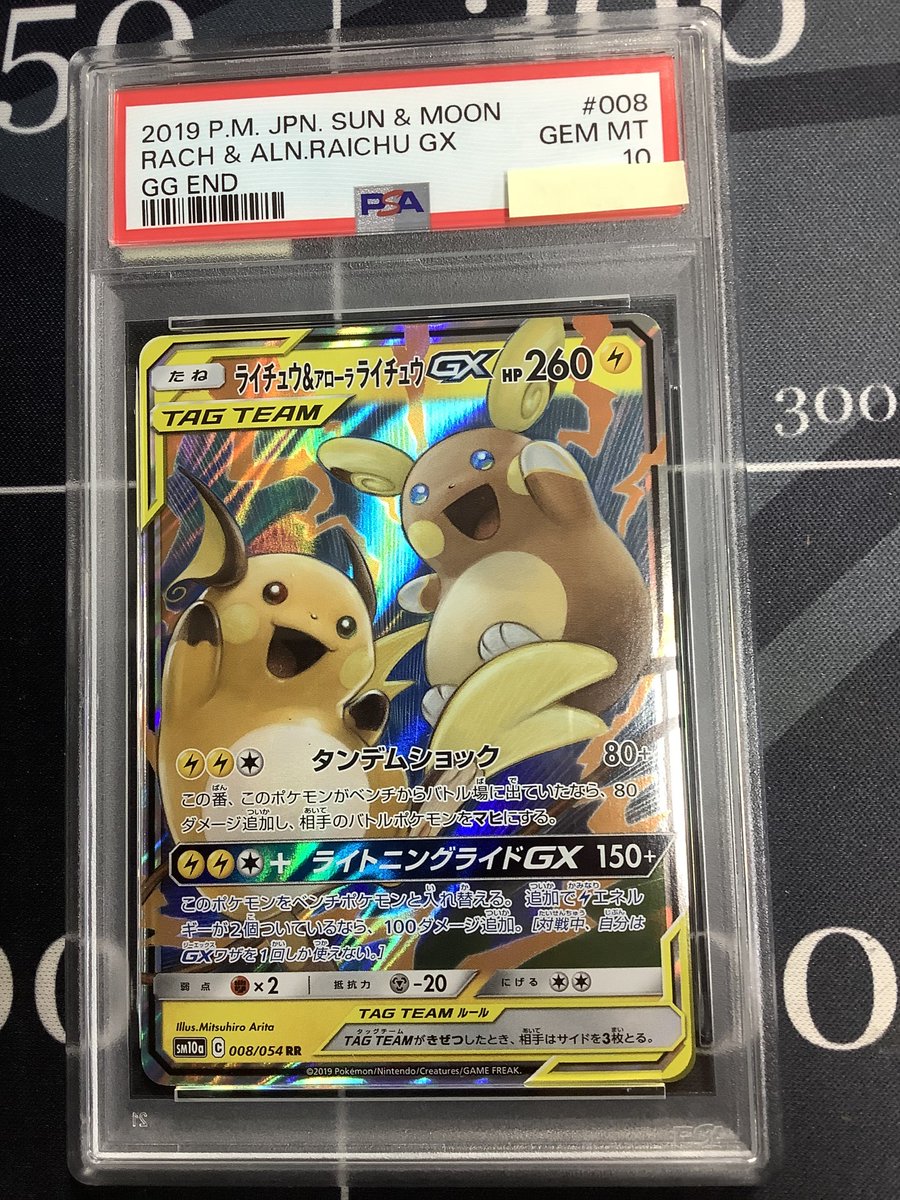 50
300
2019 P.M. JPN. SUN & MOON #008
RACH & ALN.RAICHU GX GEM MT
GG END 10
PSA
たね ライチュウ&アローラライチュウGX HP260
TAG TEAM
300
タンデムショック 80+
この番、このポケモンがベンチからバトル場に出ていたなら、80
ダメージ追加し、相手のバトルポケモンをマヒにする。
+ ライトニングライドGX 150+
このポケモンをベンチポケモンと入れ替える。追加でエネル
ギーが2個ついているなら、100ダメージ追加。[対戦中、自分は
GXワザを1回しか使えない。]
弱点 ×2 抵抗力 -20 にげる
TAG TEAM ルール
TAG TEAMがきぜつしたとき、相手はサイドを3枚とる。
Illus.Mitsuhiro Arita
sm10a C 008/054 RR
©2019 Pokémon/Nintendo/Creatures/GAME FREAK.